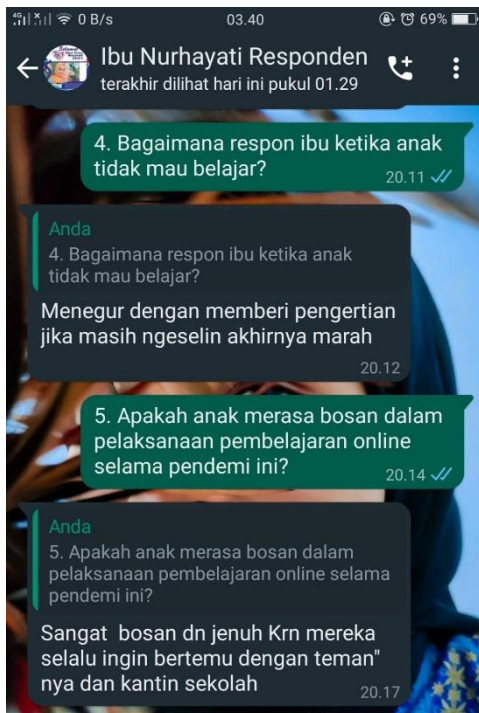 4G 0 B/s 03.40 69%
Ibu Nurhayati Responden
terakhir dilihat hari ini pukul 01.29
4. Bagaimana respon ibu ketika anak
tidak mau belajar?
20.11
Anda
4. Bagaimana respon ibu ketika anak
tidak mau belajar?
Menegur dengan memberi pengertian
jika masih ngeselin akhirnya marah
20.12
5. Apakah anak merasa bosan dalam
pelaksanaan pembelajaran online
selama pendemi ini?
20.14
Anda
5. Apakah anak merasa bosan dalam
pelaksanaan pembelajaran online selama
pendemi ini?
Sangat bosan dn jenuh Krn mereka
selalu ingin bertemu dengan teman"
nya dan kantin sekolah
20.17